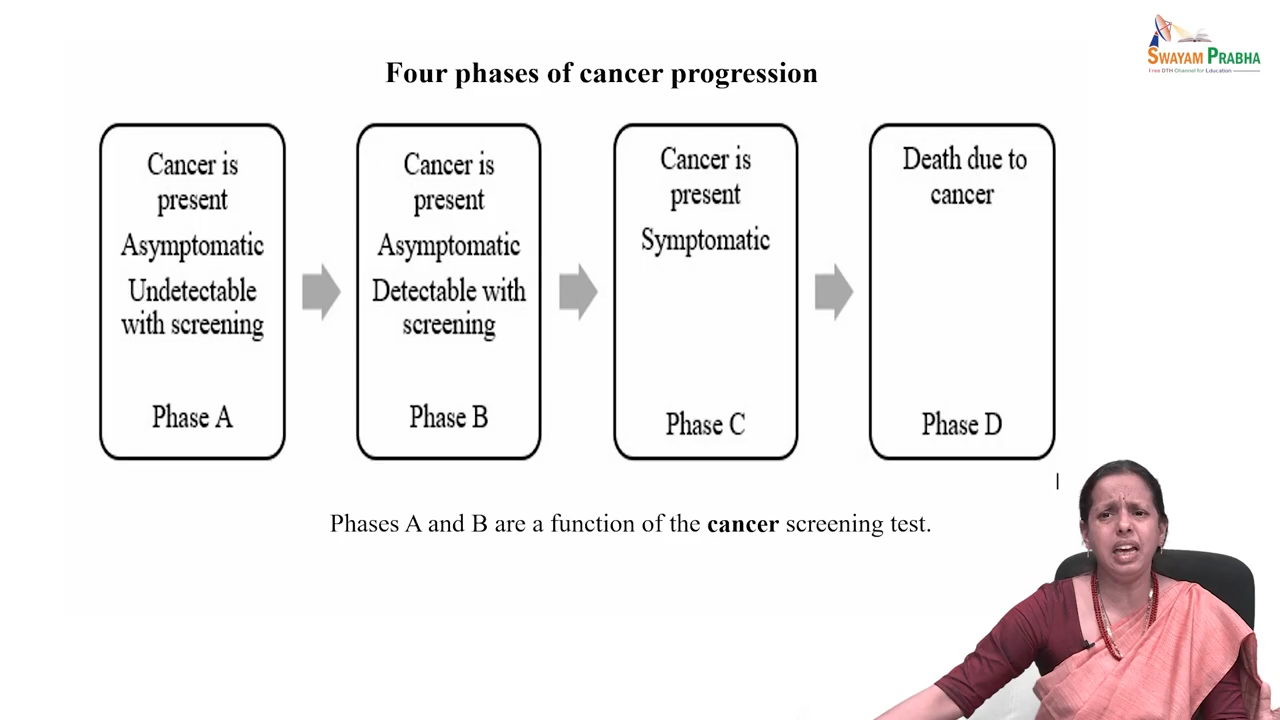 SWAYAM PRABHA
Free DTH Channel for Education
Four phases of cancer progression
Cancer is
present
Asymptomatic
Undetectable
with screening
Phase A
Cancer is
present
Asymptomatic
Detectable with
screening
Phase B
Cancer is
present
Symptomatic
Phase C
Death due to
cancer
Phase D
Phases A and B are a function of the cancer screening test.